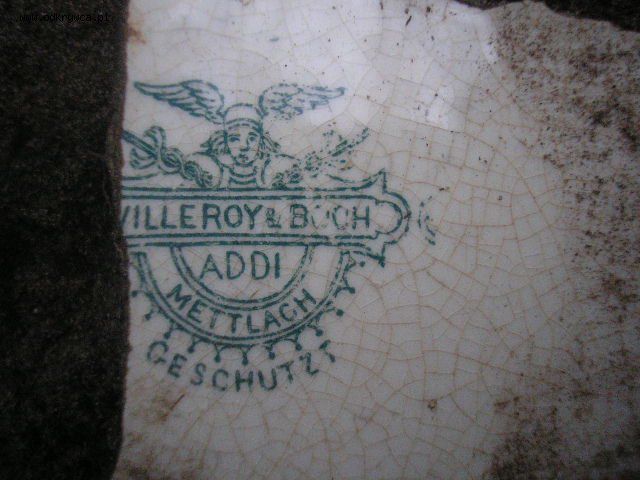 VILLEROY & BOCH
ADDI
METTLACH
GESCHUTZT